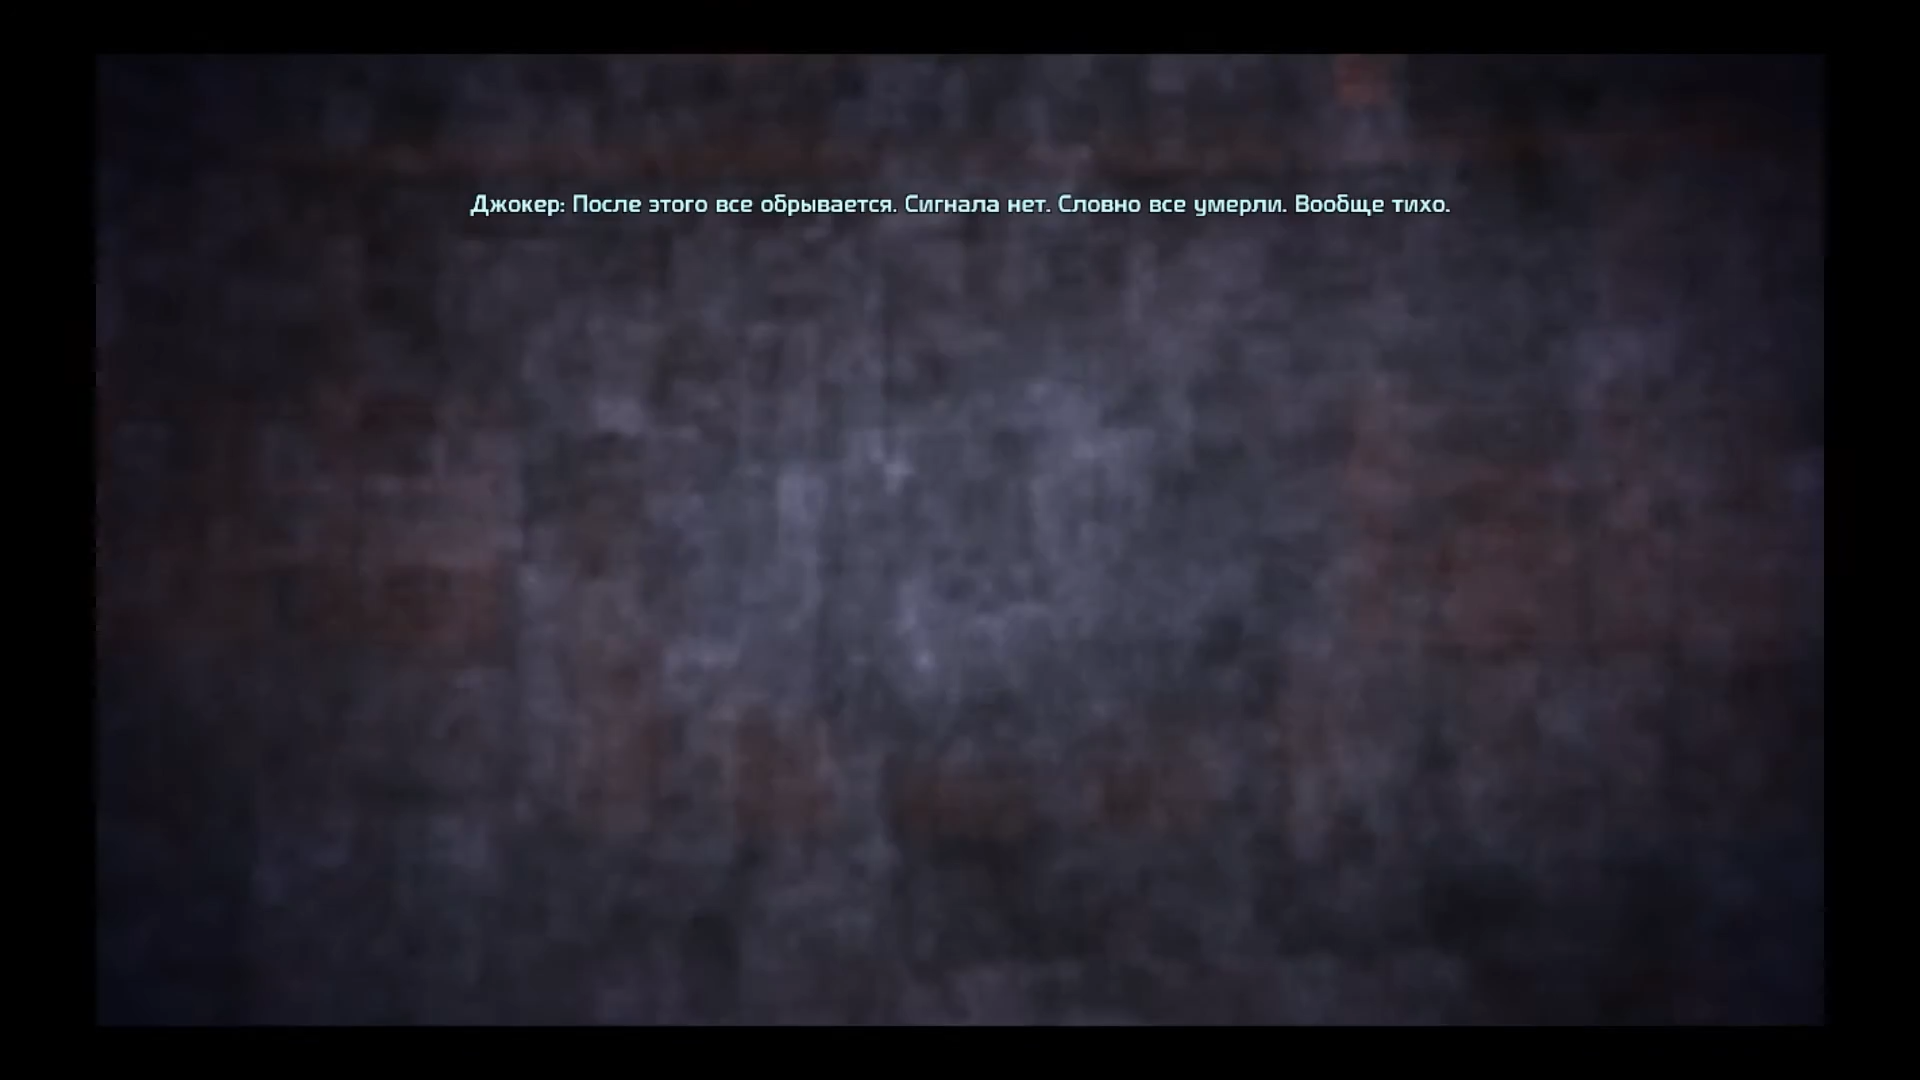 Джокер: После этого все обрывается. Сигнала нет. Словно все умерли. Вообще тихо.